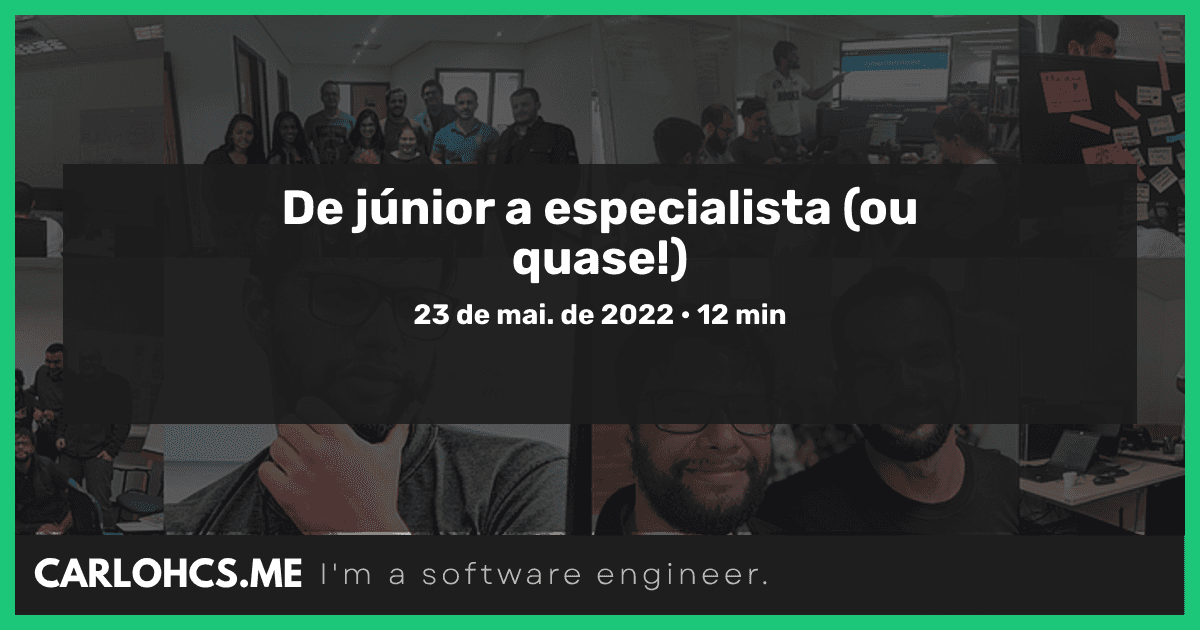 De júnior a especialista (ou
quase!)
23 de mai. de 2022 • 12 min
CARLOHCS.ME I'm a software engineer.